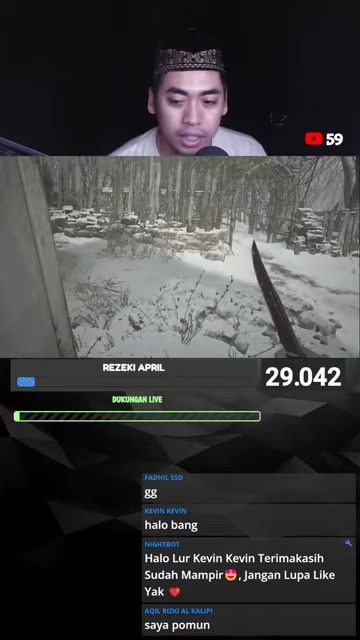 59
REZEKI APRIL
29.042
DUKUNGAN LIVE
FADHIL SSD
gg
KEVIN KEVIN
halo bang
NIGHTBOT
Halo Lur Kevin Kevin Terimakasih
Sudah Mampir🤩, Jangan Lupa Like
Yak ❤️
AQIL RIZKI AL KALIPI
saya pomun